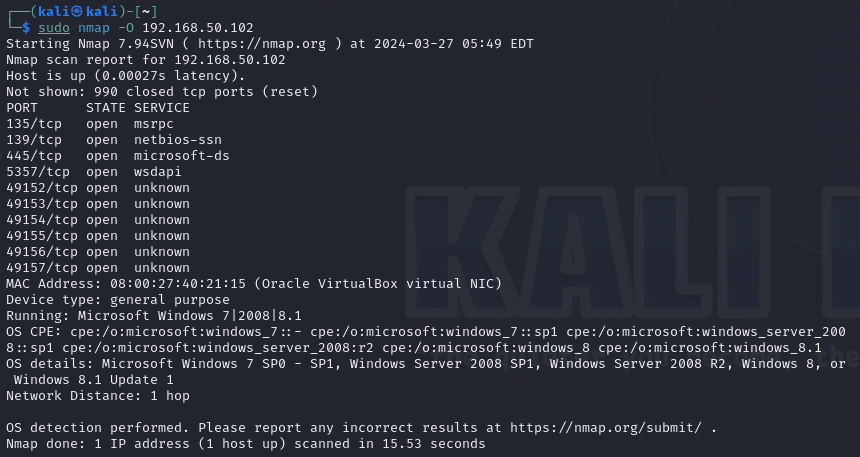 ┌──(kali㉿kali)-[~]
└─$ sudo nmap -O 192.168.50.102
Starting Nmap 7.94SVN ( https://nmap.org ) at 2024-03-27 05:49 EDT
Nmap scan report for 192.168.50.102
Host is up (0.00027s latency).
Not shown: 990 closed tcp ports (reset)
PORT      STATE SERVICE
135/tcp   open  msrpc
139/tcp   open  netbios-ssn
445/tcp   open  microsoft-ds
5357/tcp  open  wsdapi
49152/tcp open  unknown
49153/tcp open  unknown
49154/tcp open  unknown
49155/tcp open  unknown
49156/tcp open  unknown
49157/tcp open  unknown
MAC Address: 08:00:27:40:21:15 (Oracle VirtualBox virtual NIC)
Device type: general purpose
Running: Microsoft Windows 7|2008|8.1
OS CPE: cpe:/o:microsoft:windows_7::- cpe:/o:microsoft:windows_7::sp1 cpe:/o:microsoft:windows_server_200
8::sp1 cpe:/o:microsoft:windows_server_2008:r2 cpe:/o:microsoft:windows_8 cpe:/o:microsoft:windows_8.1
OS details: Microsoft Windows 7 SP0 - SP1, Windows Server 2008 SP1, Windows Server 2008 R2, Windows 8, or
 Windows 8.1 Update 1
Network Distance: 1 hop

OS detection performed. Please report any incorrect results at https://nmap.org/submit/ .
Nmap done: 1 IP address (1 host up) scanned in 15.53 seconds
KALI